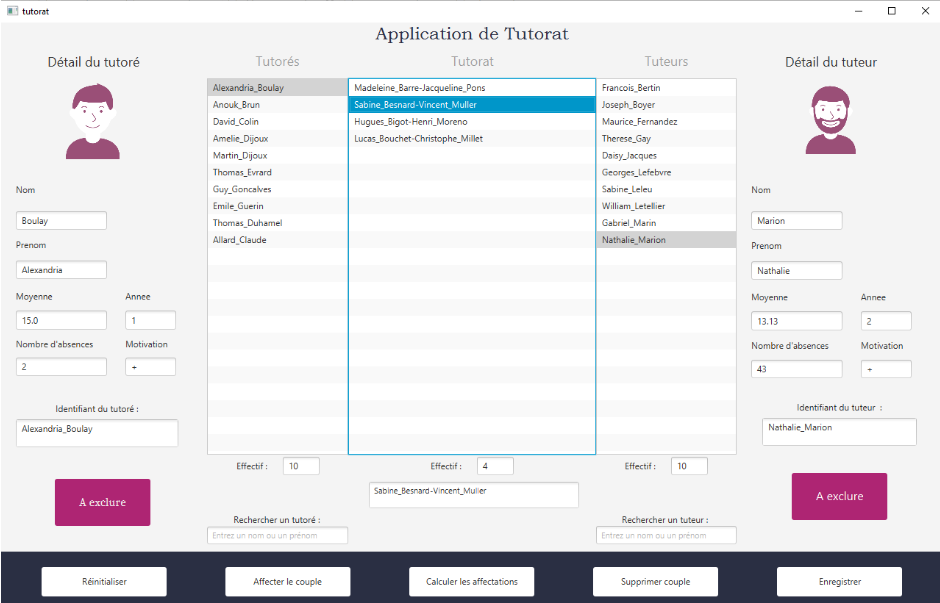 tutorat
Application de Tutorat
Détail du tutoré
Tutorés
Tutorat
Tuteurs
Détail du tuteur
Nom
Boulay
Prenom
Alexandria
Moyenne
Annee
15.0
1
Nombre d'absences
Motivation
2
+
Identifiant du tutoré :
Alexandria_Boulay
A exclure
Alexandria_Boulay
Anouk_Brun
David_Colin
Amelie_Dijoux
Martin_Dijoux
Thomas_Evrard
Guy_Goncalves
Emile_Guerin
Thomas_Duhamel
Allard_Claude
Effectif :
10
Rechercher un tutoré :
Entrez un nom ou un prénom
Madeleine_Barre-Jacqueline_Pons
Sabine_Besnard-Vincent_Muller
Hugues_Bigot-Henri_Moreno
Lucas_Bouchet-Christophe_Millet
Effectif :
4
Sabine_Besnard-Vincent_Muller
Francois_Bertin
Joseph_Boyer
Maurice_Fernandez
Therese_Gay
Daisy_Jacques
Georges_Lefebvre
Sabine_Leleu
William_Letellier
Gabriel_Marin
Nathalie_Marion
Effectif :
10
Rechercher un tuteur :
Entrez un nom ou un prénom
Nom
Marion
Prenom
Nathalie
Moyenne
Annee
13.13
2
Nombre d'absences
Motivation
43
+
Identifiant du tuteur :
Nathalie_Marion
A exclure
Réinitialiser
Affecter le couple
Calculer les affectations
Supprimer couple
Enregistrer